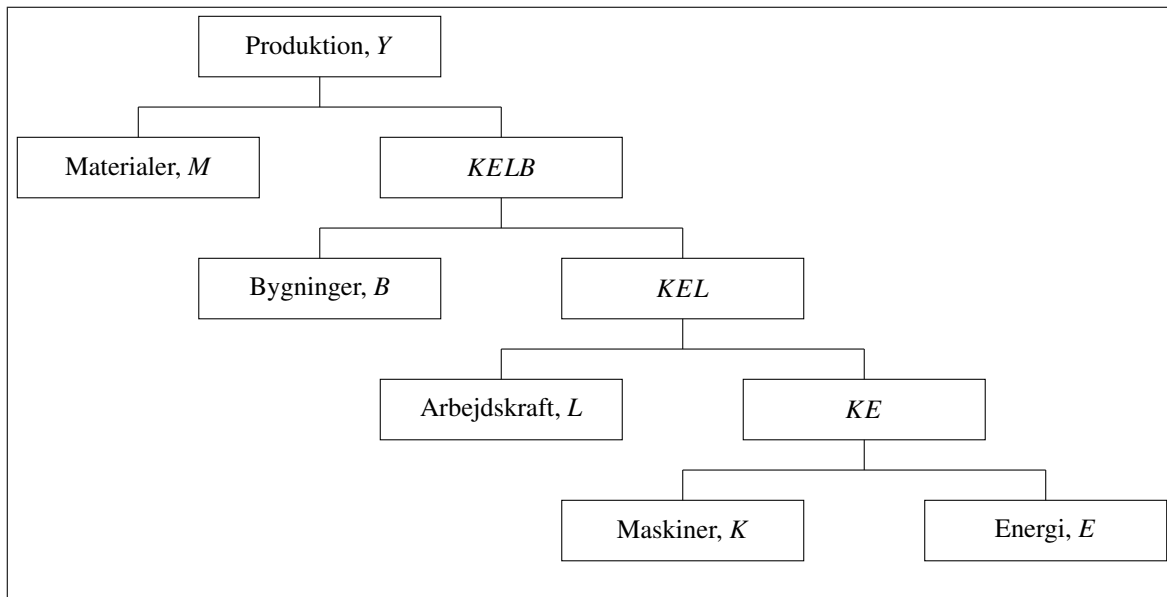 Produktion, Y
Materialer, M
KELB
Bygninger, B
KEL
Arbejdskraft, L
KE
Maskiner, K
Energi, E